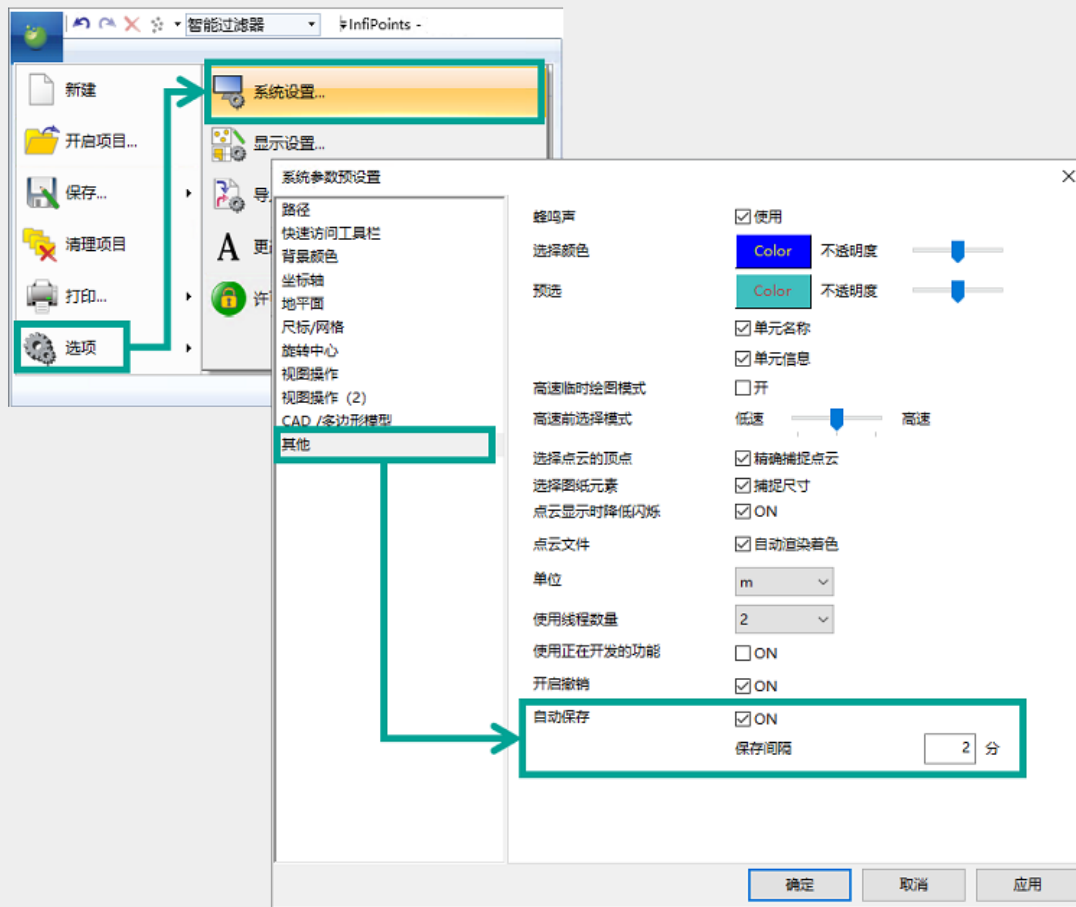 智能过滤器
InfiPoints -
新建
开启项目...
保存...
清理项目
打印...
选项
系统设置...
显示设置...
导
A 更
许
系统参数预设置
路径
快速访问工具栏
背景颜色
坐标轴
地平面
尺标/网格
旋转中心
视图操作
视图操作（2）
CAD /多边形模型
其他
蜂鸣声 使用
选择颜色 Color 不透明度
预选 Color 不透明度
单元名称
单元信息
高速临时绘图模式 开
高速前选择模式 低速 高速
选择点云的顶点 精确捕捉点云
选择图纸元素 捕捉尺寸
点云显示时降低闪烁 ON
点云文件 自动渲染着色
单位 m
使用线程数量 2
使用正在开发的功能 ON
开启撤销 ON
自动保存 ON
保存间隔 2 分
确定 取消 应用